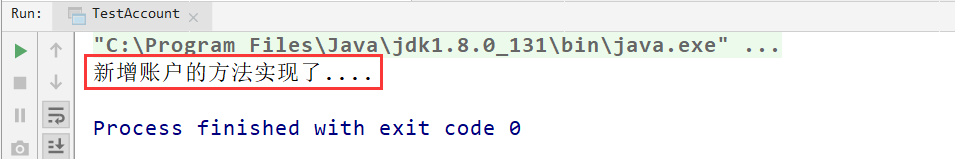 Run: TestAccount
"C:\Program Files\Java\jdk1.8.0_131\bin\java.exe" ...
新增账户的方法实现了....
Process finished with exit code 0